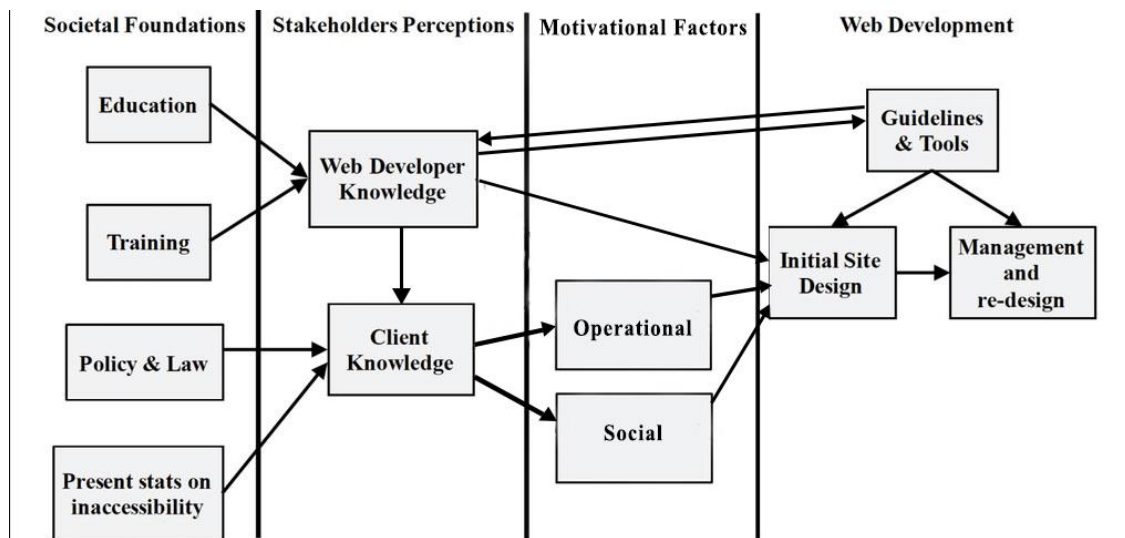 Societal Foundations
Stakeholders Perceptions
Motivational Factors
Web Development
Education
Training
Policy & Law
Present stats on
inaccessibility
Web Developer
Knowledge
Client
Knowledge
Operational
Social
Guidelines
& Tools
Initial Site
Design
Management
and
re-design